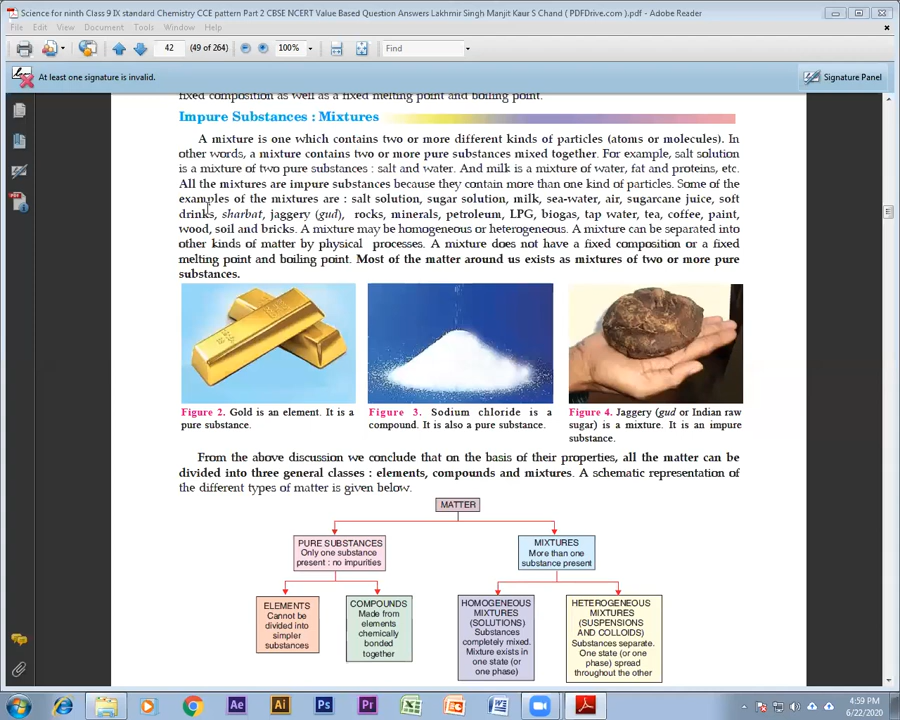 Science for ninth Class 9 IX standard Chemistry CCE pattern Part 2 CBSE NCERT Value Based Question Answers Lakhmir Singh Manjit Kaur S Chand ( PDFDrive.com ).pdf - Adobe Reader
File Edit View Document Tools Window Help
42 (49 of 264) 100% Find
At least one signature is invalid. Signature Panel
fixed composition as well as a fixed melting point and boiling point.
Impure Substances : Mixtures
A mixture is one which contains two or more different kinds of particles (atoms or molecules). In
other words, a mixture contains two or more pure substances mixed together. For example, salt solution
is a mixture of two pure substances : salt and water. And milk is a mixture of water, fat and proteins, etc.
All the mixtures are impure substances because they contain more than one kind of particles. Some of the
examples of the mixtures are : salt solution, sugar solution, milk, sea-water, air, sugarcane juice, soft
drinks, sharbat, jaggery (gud), rocks, minerals, petroleum, LPG, biogas, tap water, tea, coffee, paint,
wood, soil and bricks. A mixture may be homogeneous or heterogeneous. A mixture can be separated into
other kinds of matter by physical processes. A mixture does not have a fixed composition or a fixed
melting point and boiling point. Most of the matter around us exists as mixtures of two or more pure
substances.
Figure 2. Gold is an element. It is a
pure substance.
Figure 3. Sodium chloride is a
compound. It is also a pure substance.
Figure 4. Jaggery (gud or Indian raw
sugar) is a mixture. It is an impure
substance.
From the above discussion we conclude that on the basis of their properties, all the matter can be
divided into three general classes : elements, compounds and mixtures. A schematic representation of
the different types of matter is given below.
MATTER
PURE SUBSTANCES
Only one substance
present : no impurities
MIXTURES
More than one
substance present
ELEMENTS
Cannot be
divided into
simpler
substances
COMPOUNDS
Made from
elements
chemically
bonded
together
HOMOGENEOUS
MIXTURES
(SOLUTIONS)
Substances
completely mixed.
Mixture exists in
one state (or
one phase)
HETEROGENEOUS
MIXTURES
(SUSPENSIONS
AND COLLOIDS)
Substances separate.
One state (or one
phase) spread
throughout the other
Ae Ai Ps Pr
4:59 PM
6/22/2020